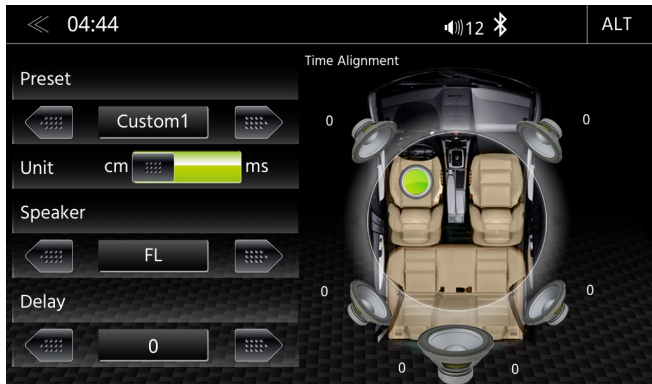 04:44
12
ALT
Time Alignment
Preset
Custom1
Unit
cm
ms
Speaker
FL
Delay
0
0
0
0
0
0
0